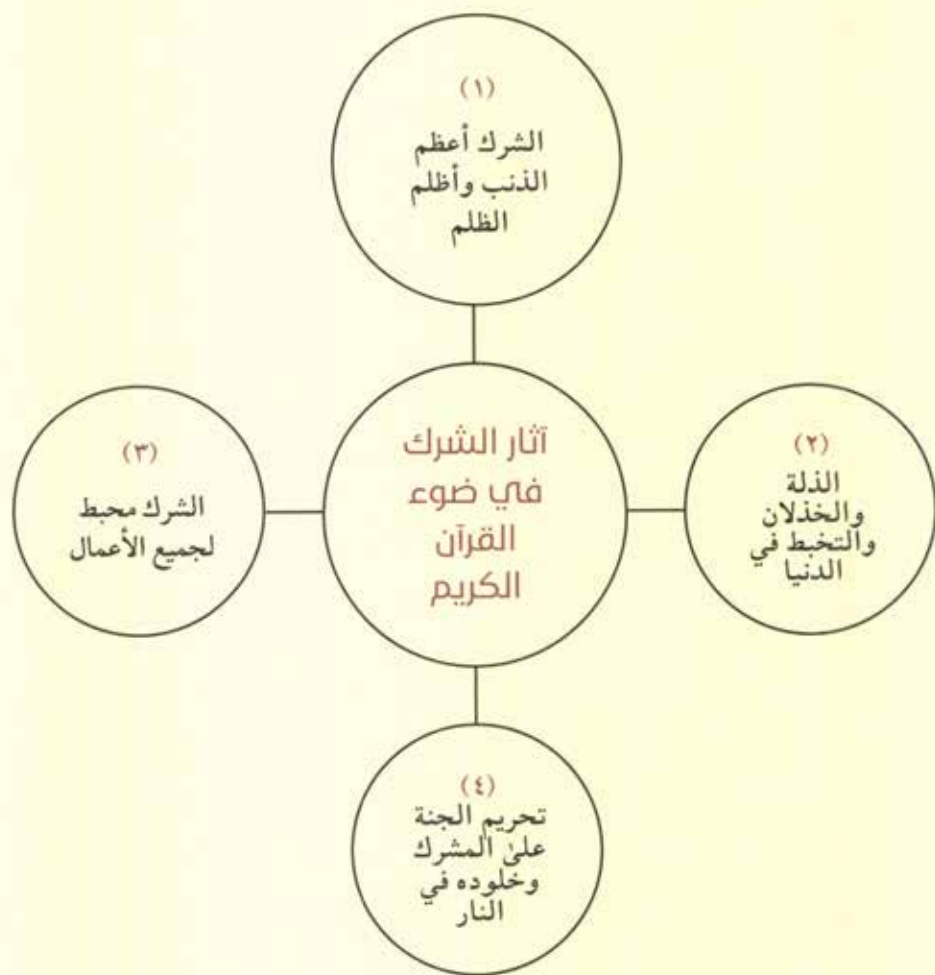 (١)
الشرك أعظم
الذنب وأظلم
الظلم
آثار الشرك
في ضوء
القرآن
الكريم
(٢)
الذلة
والخذلان
والتخبط في
الدنيا
(٣)
الشرك محبط
لجميع الأعمال
(٤)
تحريم الجنة
على المشرك
وخلوده في
النار